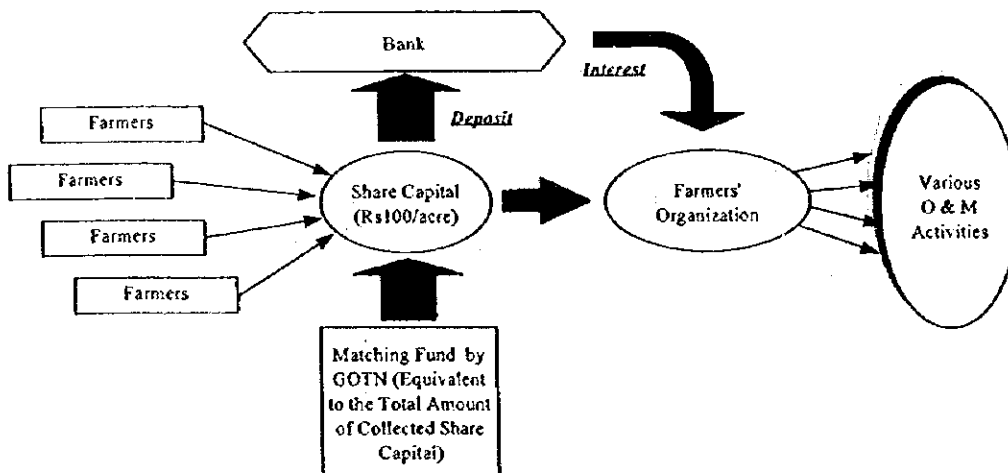 Bank
Interest
Deposit
Farmers
Farmers
Farmers
Farmers
Share Capital
(Rs100/acre)
Farmers'
Organization
Various
O & M
Activities
Matching Fund by
GOTN (Equivalent
to the Total Amount
of Collected Share
Capital)